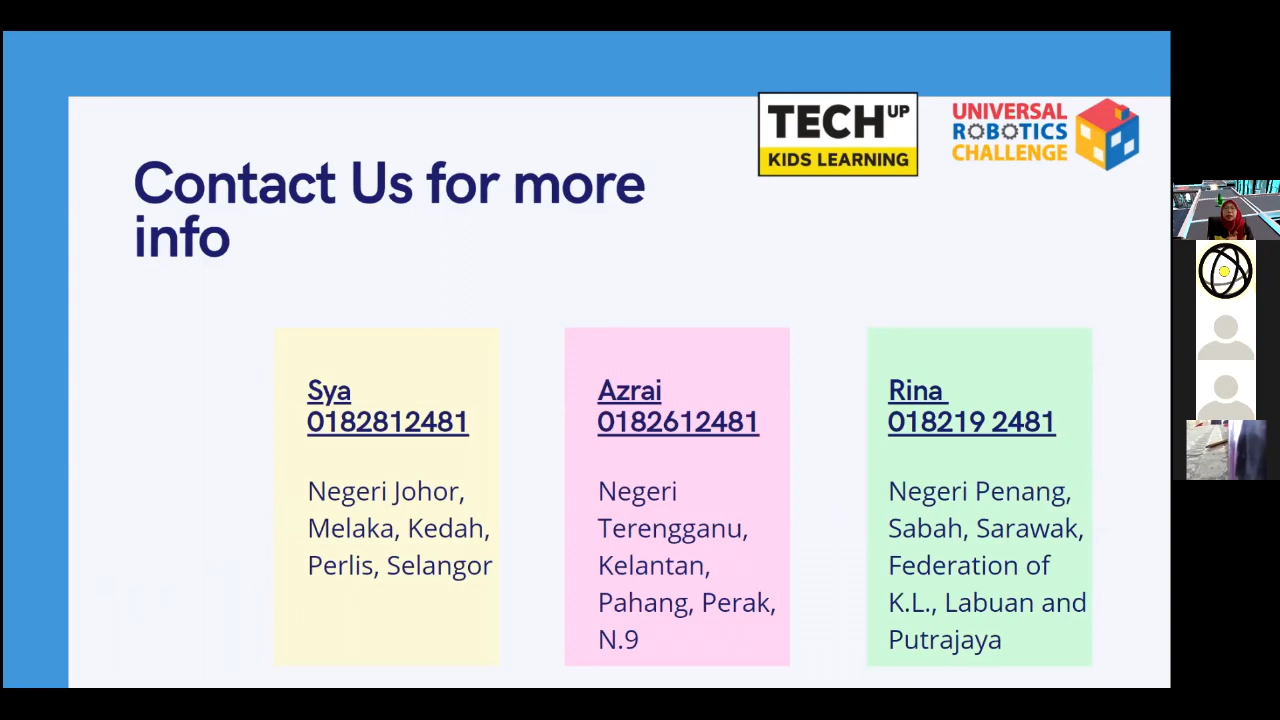 TECH UP
KIDS LEARNING
UNIVERSAL
ROBOTICS
CHALLENGE
Contact Us for more
info
Sya
0182812481
Negeri Johor,
Melaka, Kedah,
Perlis, Selangor
Azrai
0182612481
Negeri
Terengganu,
Kelantan,
Pahang, Perak,
N.9
Rina
018219 2481
Negeri Penang,
Sabah, Sarawak,
Federation of
K.L., Labuan and
Putrajaya